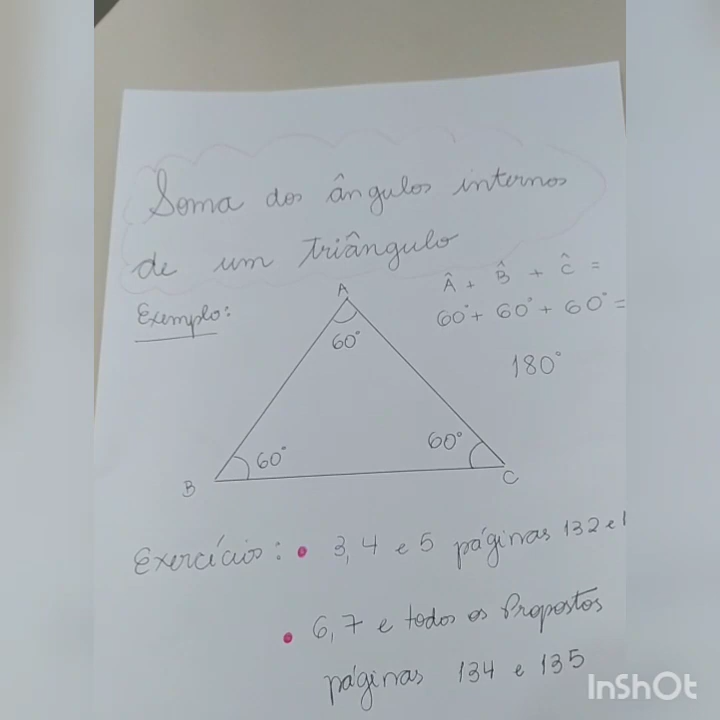 Soma dos ângulos internos
de um triângulo
Exemplo:
Â + B̂ + Ĉ =
60° + 60° + 60° =
180°
A
60°
B
60°
60°
C
Exercício: • 3, 4 e 5 páginas 132 e
• 6, 7 e todos os Propostos
páginas 134 e 135
InShOt